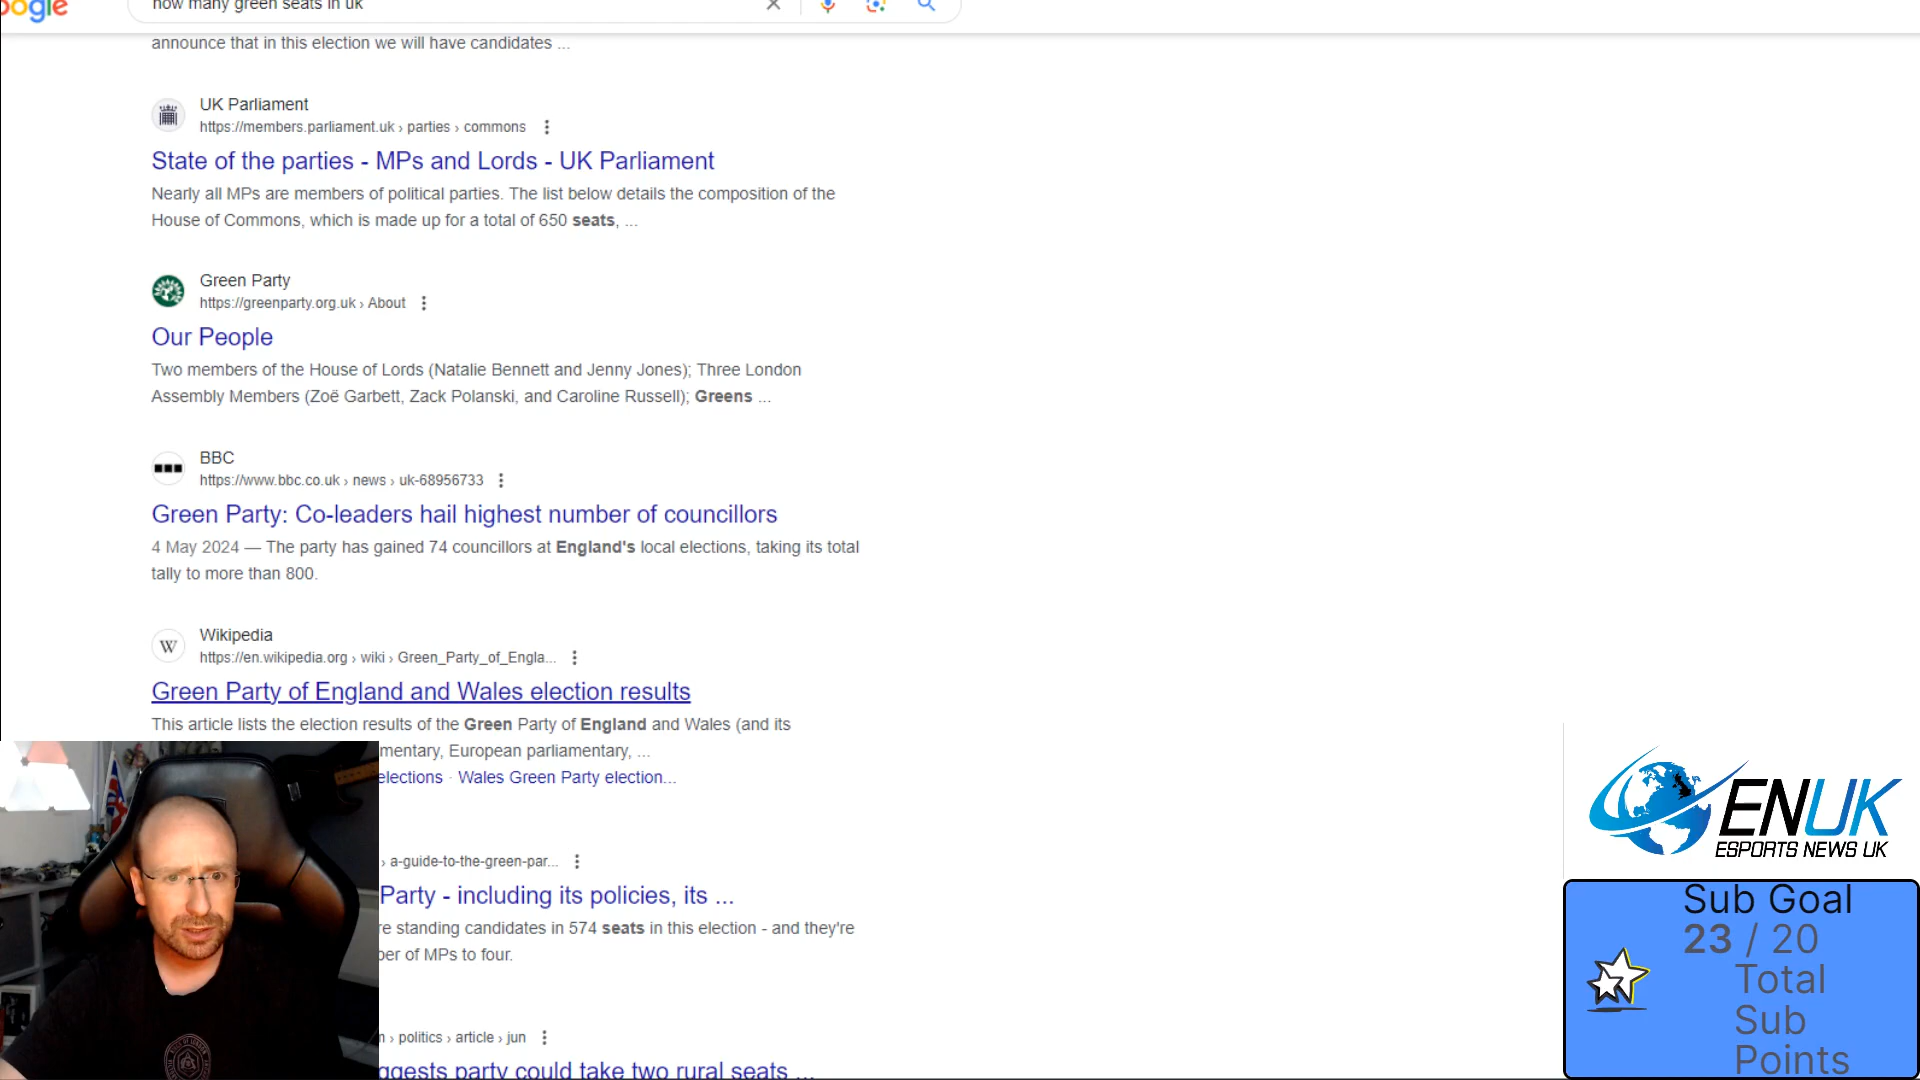 how many green seats in uk
announce that in this election we will have candidates ...
UK Parliament
https://members.parliament.uk › parties › commons
State of the parties - MPs and Lords - UK Parliament
Nearly all MPs are members of political parties. The list below details the composition of the
House of Commons, which is made up for a total of 650 seats, ...
Green Party
https://greenparty.org.uk › About
Our People
Two members of the House of Lords (Natalie Bennett and Jenny Jones); Three London
Assembly Members (Zoë Garbett, Zack Polanski, and Caroline Russell); Greens ...
BBC
https://www.bbc.co.uk › news › uk-68956733
Green Party: Co-leaders hail highest number of councillors
4 May 2024 — The party has gained 74 councillors at England's local elections, taking its total
tally to more than 800.
W
Wikipedia
https://en.wikipedia.org › wiki › Green_Party_of_Engla...
Green Party of England and Wales election results
This article lists the election results of the Green Party of England and Wales (and its
mentary, European parliamentary, ...
elections · Wales Green Party election...
› a-guide-to-the-green-par...
Party - including its policies, its ...
re standing candidates in 574 seats in this election - and they're
per of MPs to four.
› politics › article › jun
ggests party could take two rural seats ...
ENUK
ESPORTS NEWS UK
Sub Goal
23 / 20
Total
Sub
Points